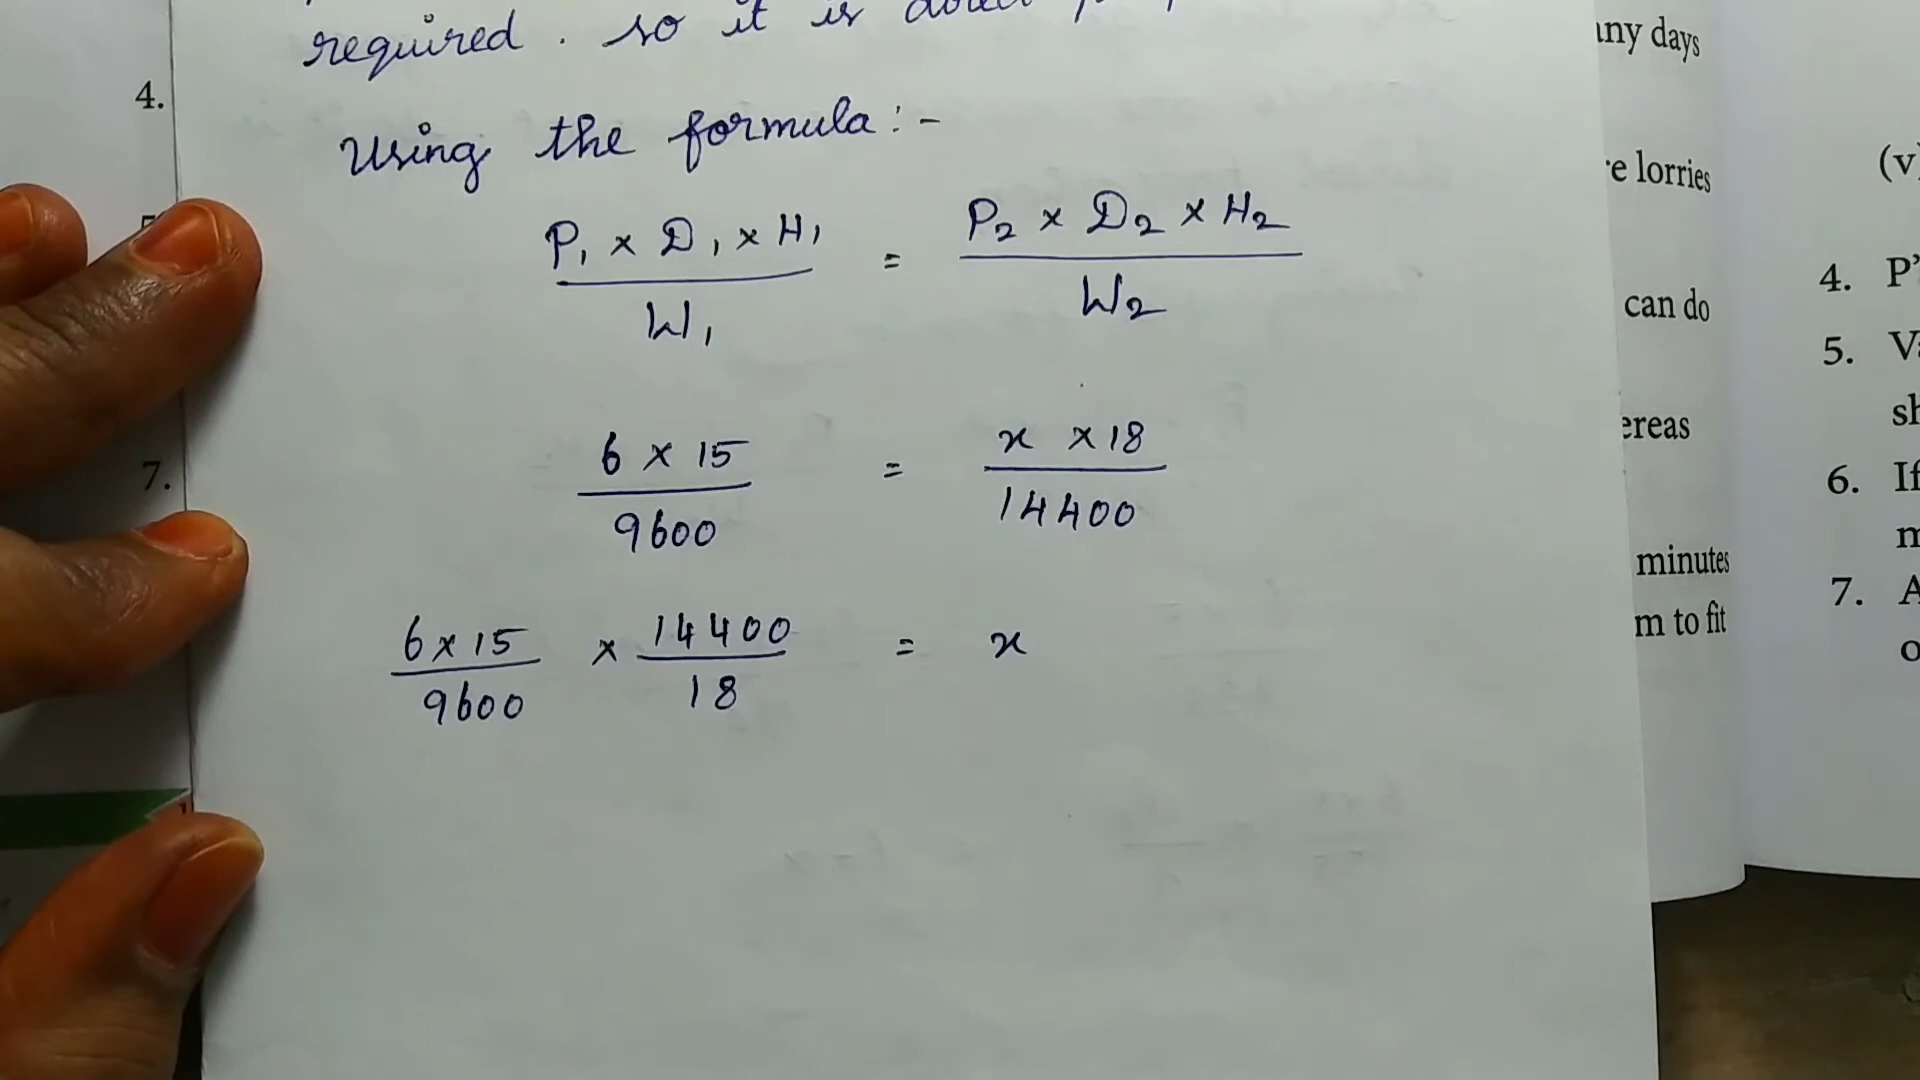 required. so it is
4.
Using the formula:-
P₁ × D₁ × H₁ / W₁ = P₂ × D₂ × H₂ / W₂
6 × 15 / 9600 = x × 18 / 14400
7.
6 × 15 / 9600 × 14400 / 18 = x
any days
lorries
can do
minutes
m to fit
(v)
4. P'
5. Va
sh
6. If
m
7. A
o